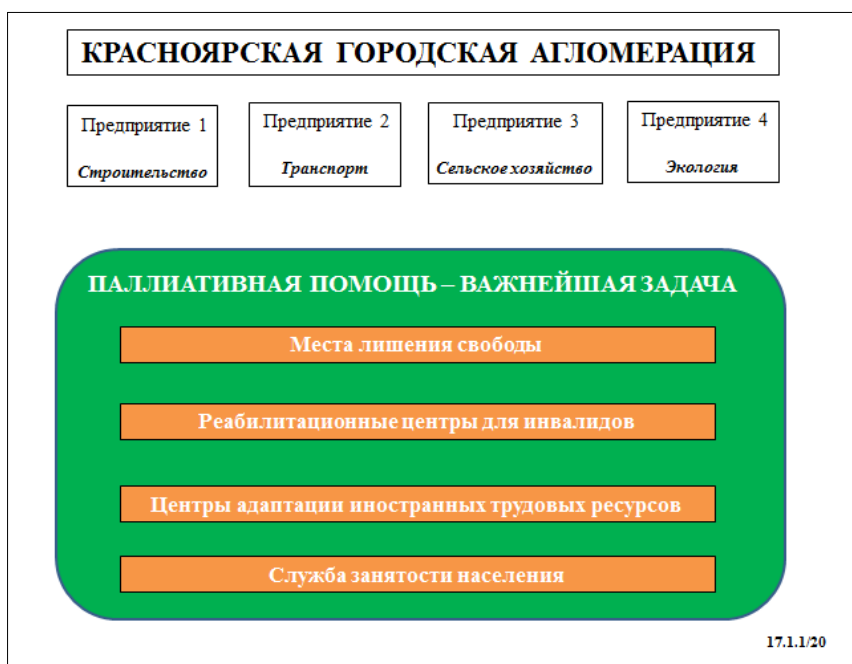 КРАСНОЯРСКАЯ ГОРОДСКАЯ АГЛОМЕРАЦИЯ
Предприятие 1
Строительство
Предприятие 2
Транспорт
Предприятие 3
Сельское хозяйство
Предприятие 4
Экология
ПАЛЛИАТИВНАЯ ПОМОЩЬ – ВАЖНЕЙШАЯ ЗАДАЧА
Места лишения свободы
Реабилитационные центры для инвалидов
Центры адаптации иностранных трудовых ресурсов
Служба занятости населения
17.1.1/20